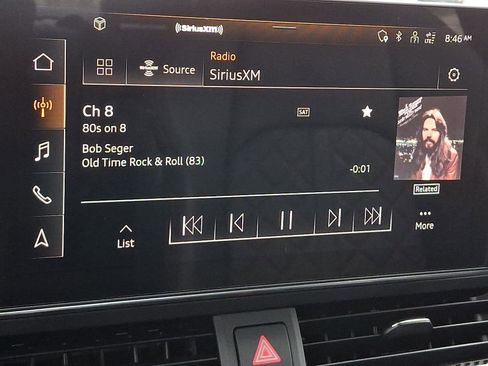 SiriusXM
LTE
8:46 AM
Radio
Source
SiriusXM
Ch 8
SAT
80s on 8
Bob Seger
Old Time Rock & Roll (83)
-0:01
Related
List
More